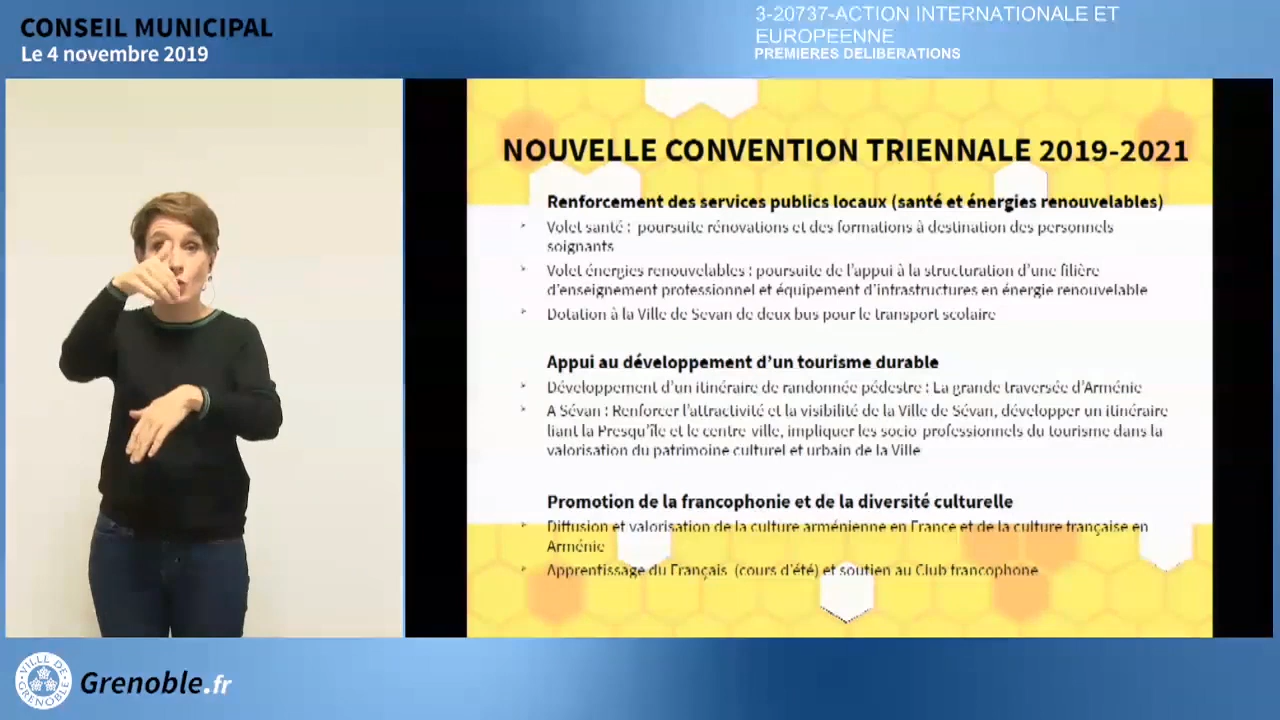 CONSEIL MUNICIPAL
Le 4 novembre 2019
3-20737-ACTION INTERNATIONALE ET
EUROPEENNE
PREMIERES DELIBERATIONS
NOUVELLE CONVENTION TRIENNALE 2019-2021
Renforcement des services publics locaux (santé et énergies renouvelables)
Volet santé : poursuite rénovations et des formations à destination des personnels
soignants
Volet énergies renouvelables : poursuite de l'appui à la structuration d'une filière
d'enseignement professionnel et équipement d'infrastructures en énergie renouvelable
Dotation à la Ville de Sevan de deux bus pour le transport scolaire
Appui au développement d'un tourisme durable
Développement d'un itinéraire de randonnée pédestre : La grande traversée d'Arménie
A Sévan : Renforcer l'attractivité et la visibilité de la Ville de Sévan, développer un itinéraire
liant la Presqu'île et le centre-ville, impliquer les socio-professionnels du tourisme dans la
valorisation du patrimoine culturel et urbain de la Ville
Promotion de la francophonie et de la diversité culturelle
Diffusion et valorisation de la culture arménienne en France et de la culture française en
Arménie
Apprentissage du Français (cours d'été) et soutien au Club francophone
VILLE DE
GRENOBLE
Grenoble.fr